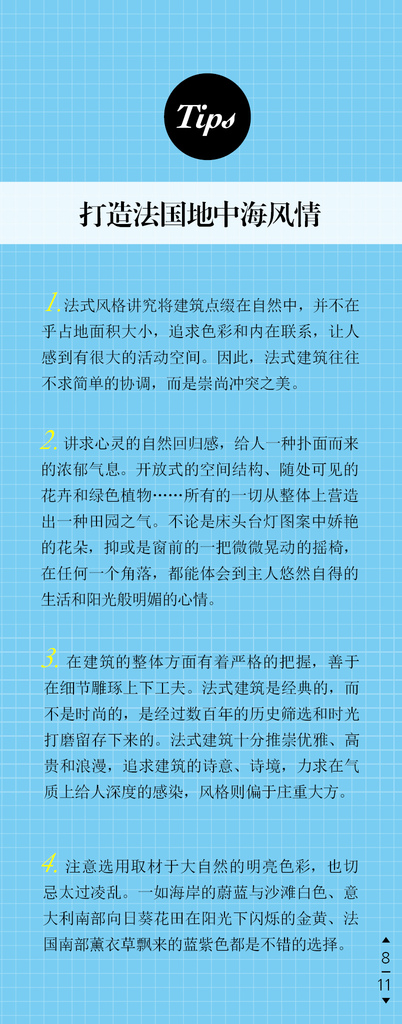 Tips
打造法国地中海风情
1.法式风格讲究将建筑点缀在自然中，并不在
乎占地面积大小，追求色彩和内在联系，让人
感到有很大的活动空间。因此，法式建筑往往
不求简单的协调，而是崇尚冲突之美。
2. 讲求心灵的自然回归感，给人一种扑面而来
的浓郁气息。开放式的空间结构、随处可见的
花卉和绿色植物……所有的一切从整体上营造
出一种田园之气。不论是床头台灯图案中娇艳
的花朵，抑或是窗前的一把微微晃动的摇椅，
在任何一个角落，都能体会到主人悠然自得的
生活和阳光般明媚的心情。
3. 在建筑的整体方面有着严格的把握，善于
在细节雕琢上下工夫。法式建筑是经典的，而
不是时尚的，是经过数百年的历史筛选和时光
打磨留存下来的。法式建筑十分推崇优雅、高
贵和浪漫，追求建筑的诗意、诗境，力求在气
质上给人深度的感染，风格则偏于庄重大方。
4. 注意选用取材于大自然的明亮色彩，也切
忌太过凌乱。一如海岸的蔚蓝与沙滩白色、意
大利南部向日葵花田在阳光下闪烁的金黄、法
国南部薰衣草飘来的蓝紫色都是不错的选择。
▲
8
11
▼